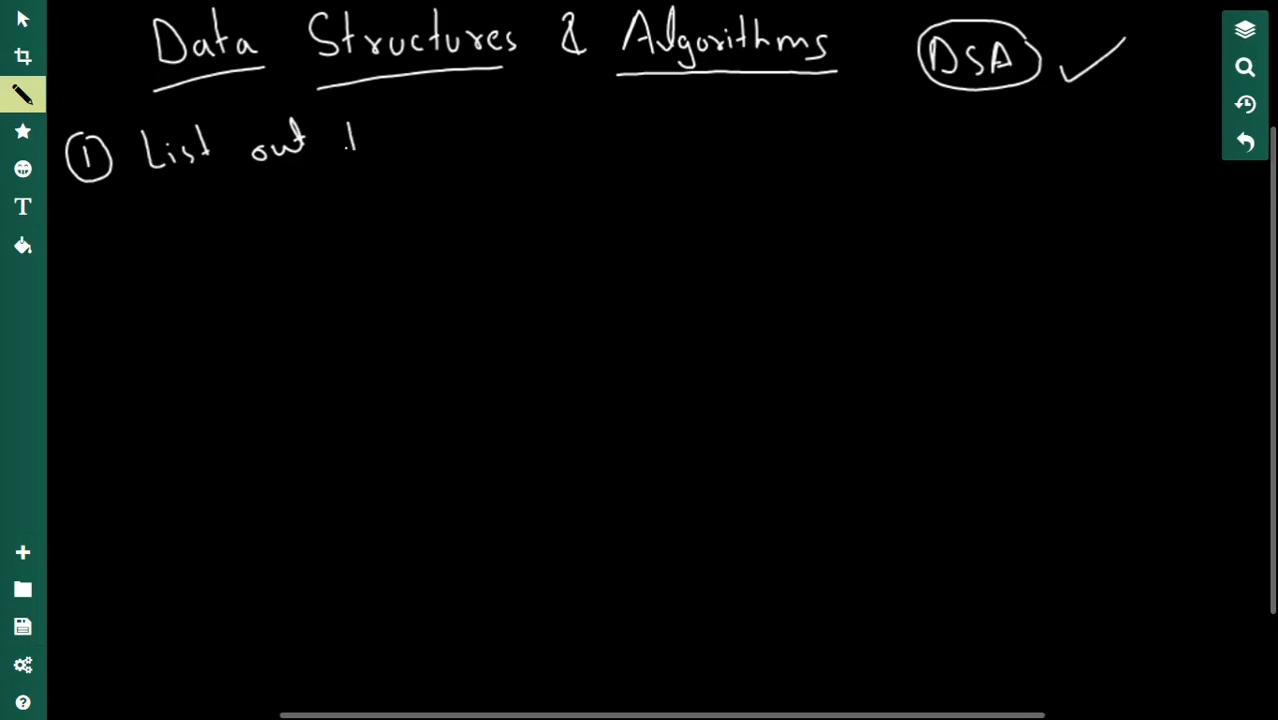 Data Structures & Algorithms DSA
① List out